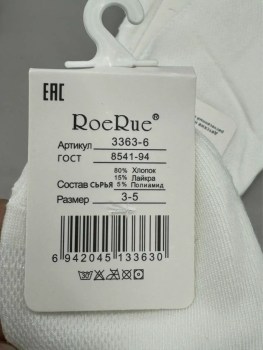 EAC
RoeRue®
Артикул 3363-6
ГОСТ 8541-94
80% Хлопок
15% Лайкра
Состав СЫРЬЯ 5% Полиамид
Размер 3-5
6 942045 133630